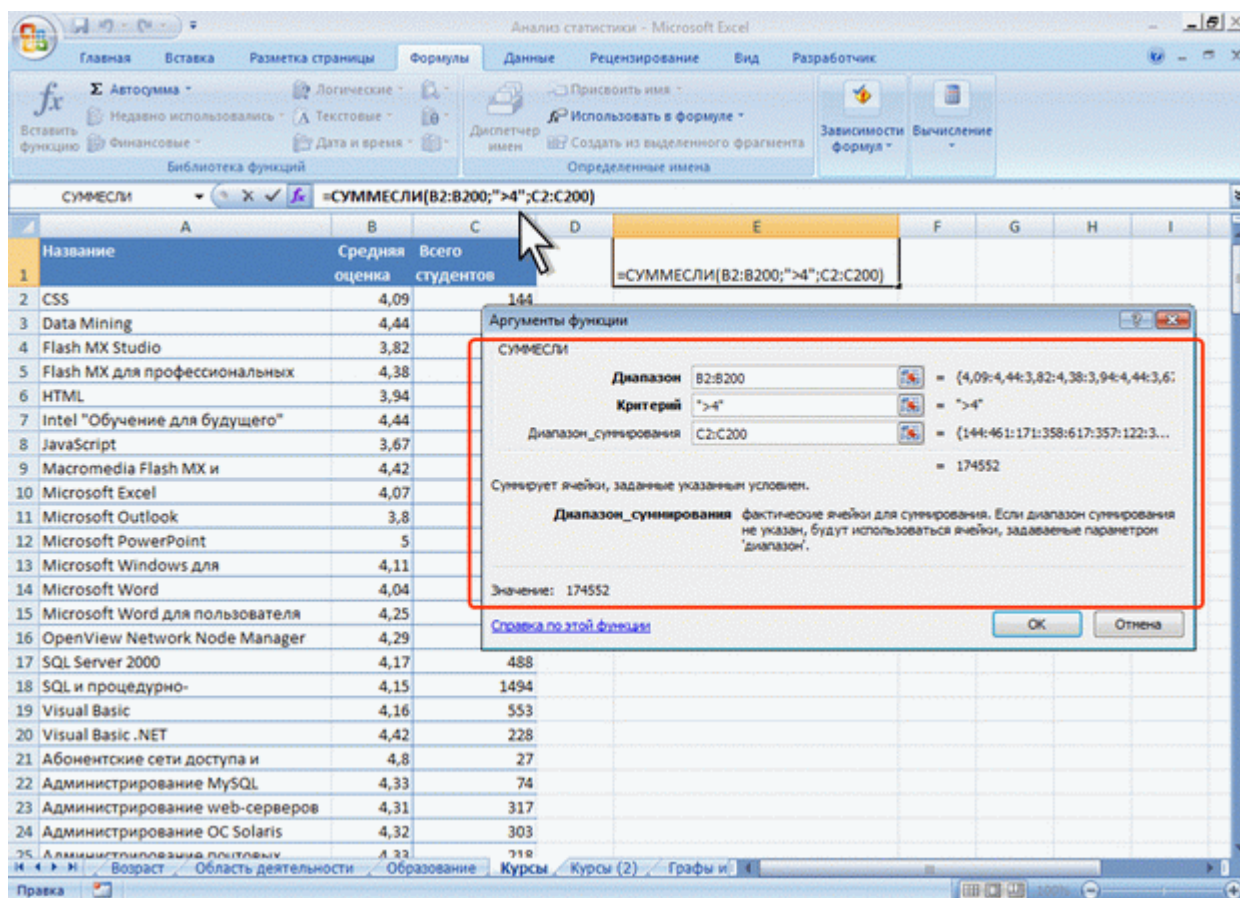 Анализ статистики - Microsoft Excel
Главная Вставка Разметка страницы Формулы Данные Рецензирование Вид Разработчик
fx
Σ Автосумма
Недавно использовались
Финансовые
Вставить функцию
Логические
Текстовые
Дата и время
Библиотека функций
Диспетчер имен
Присвоить имя
Использовать в формуле
Создать из выделенного фрагмента
Определенные имена
Зависимости формул
Вычисление
СУММЕСЛИ fx =СУММЕСЛИ(B2:B200;">4";C2:C200)
A B C D E F G H I
1 Название Средняя оценка Всего студентов =СУММЕСЛИ(B2:B200;">4";C2:C200)
2 CSS 4,09 144
3 Data Mining 4,44
4 Flash MX Studio 3,82
5 Flash MX для профессиональных 4,38
6 HTML 3,94
7 Intel "Обучение для будущего" 4,44
8 JavaScript 3,67
9 Macromedia Flash MX и 4,42
10 Microsoft Excel 4,07
11 Microsoft Outlook 3,8
12 Microsoft PowerPoint 5
13 Microsoft Windows для 4,11
14 Microsoft Word 4,04
15 Microsoft Word для пользователя 4,25
16 OpenView Network Node Manager 4,29
17 SQL Server 2000 4,17 488
18 SQL и процедурно- 4,15 1494
19 Visual Basic 4,16 553
20 Visual Basic .NET 4,42 228
21 Абонентские сети доступа и 4,8 27
22 Администрирование MySQL 4,33 74
23 Администрирование web-серверов 4,31 317
24 Администрирование ОС Solaris 4,32 303
25 Администрирование почтовых 4,33 218
Аргументы функции
СУММЕСЛИ
Диапазон B2:B200 = {4,09:4,44:3,82:4,38:3,94:4,44:3,67
Критерий ">4" = ">4"
Диапазон_суммирования C2:C200 = {144:461:171:358:617:357:122:3...
= 174552
Суммирует ячейки, заданные указанным условием.
Диапазон_суммирования фактические ячейки для суммирования. Если диапазон суммирования
не указан, будут использоваться ячейки, задаваемые параметром
'диапазон'.
Значение: 174552
Справка по этой функции OK Отмена
Возраст Область деятельности Образование Курсы Курсы (2) Графы и
Правка 100%